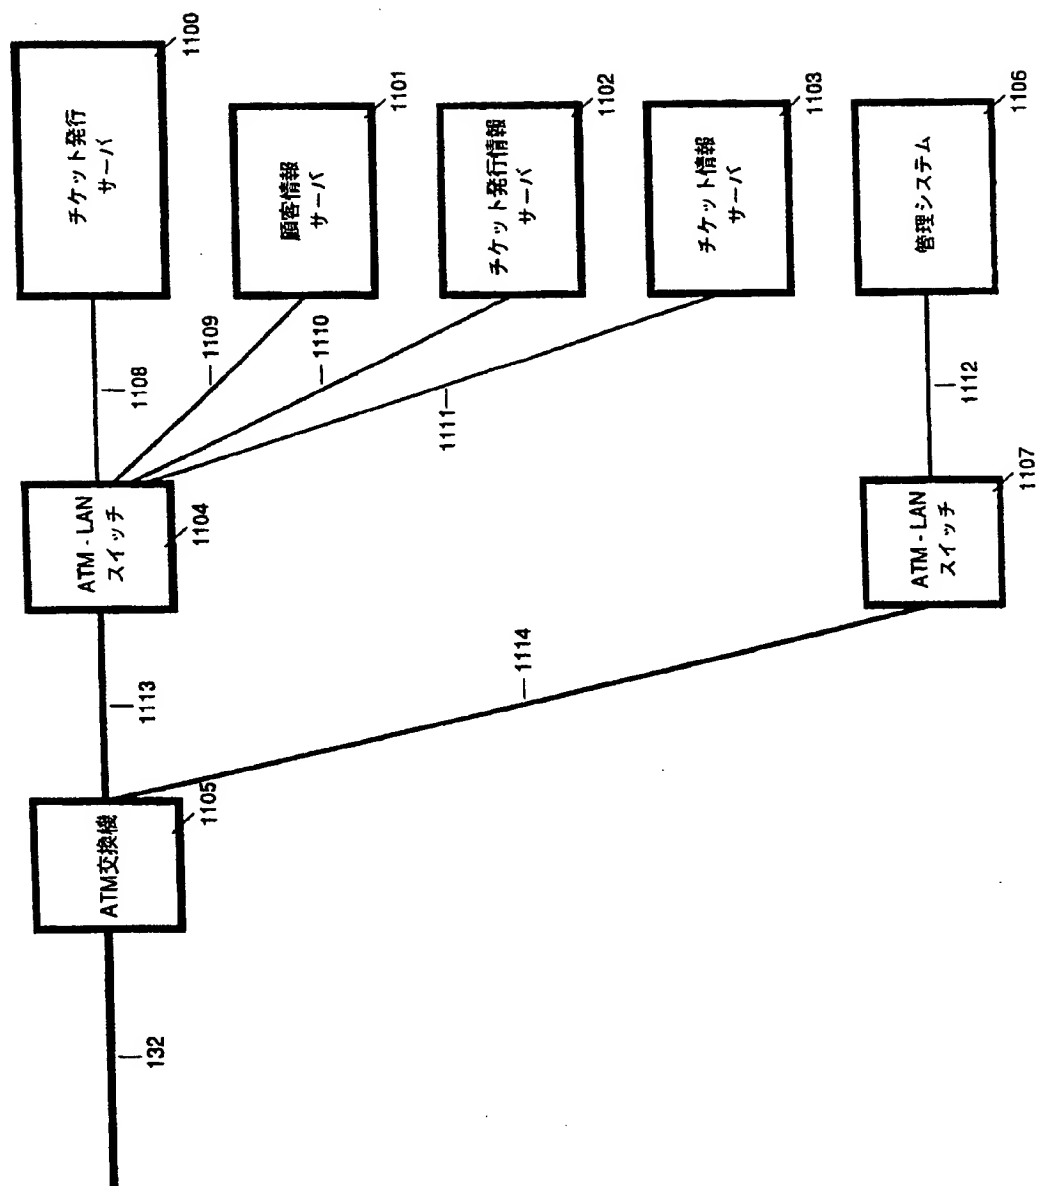 チケット発行
サーバ
1100
顧客情報
サーバ
1101
チケット発行情報
サーバ
1102
チケット情報
サーバ
1103
管理システム
1106
1108
1109
1110
1111
1112
ATM - LAN
スイッチ
1104
ATM - LAN
スイッチ
1107
1113
1114
ATM交換機
1105
132